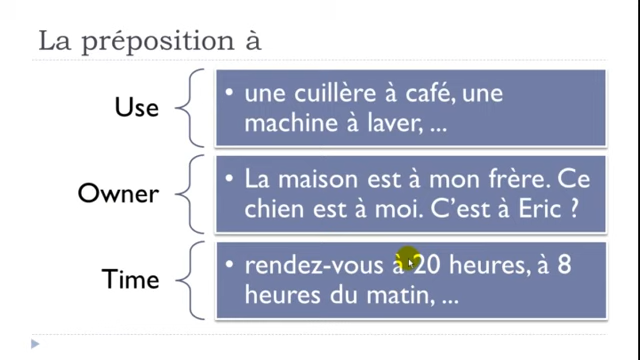 La préposition à
Use
• une cuillère à café, une
machine à laver, ...
Owner
• La maison est à mon frère. Ce
chien est à moi. C'est à Eric ?
Time
• rendez-vous à 20 heures, à 8
heures du matin, ...